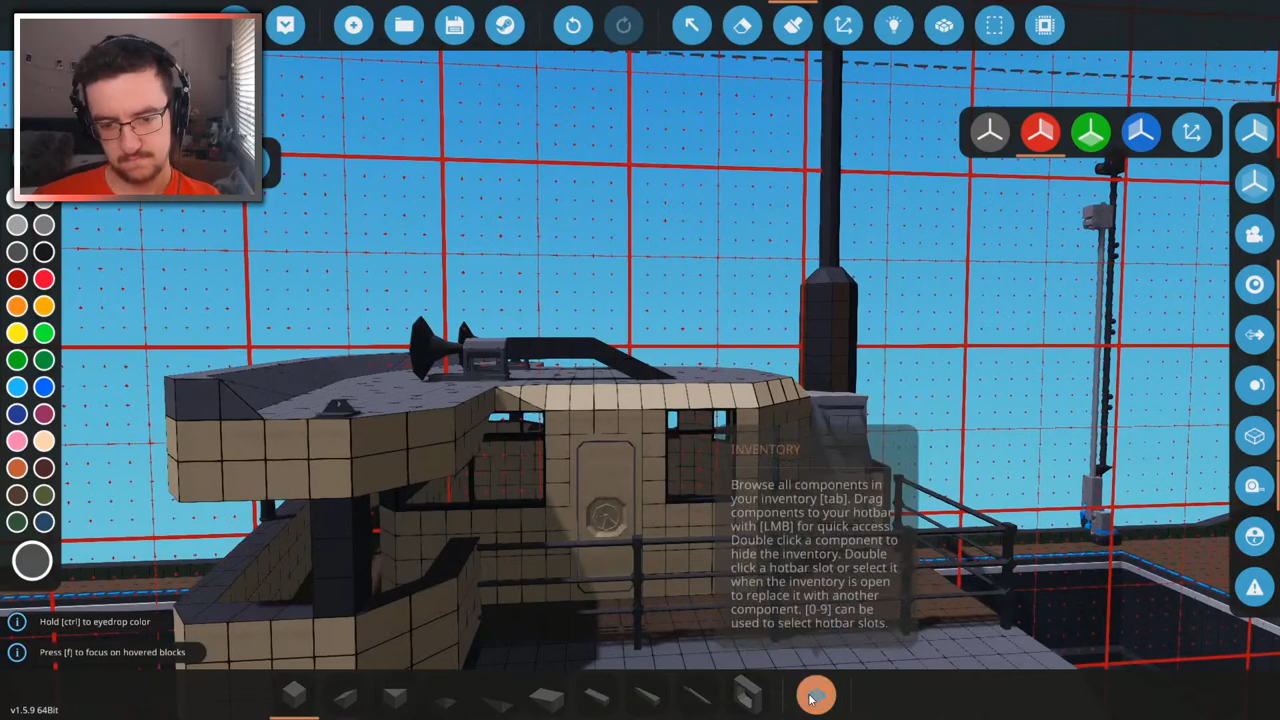 INVENTORY
Browse all components in
your inventory [tab]. Drag
components to your hotbar
with [LMB] for quick access.
Double click a component to
hide the inventory. Double
click a hotbar slot or select it
when the inventory is open
to replace it with another
component. [0-9] can be
used to select hotbar slots.
Hold [ctrl] to eyedrop color
Press [f] to focus on hovered blocks
v1.5.9 64Bit